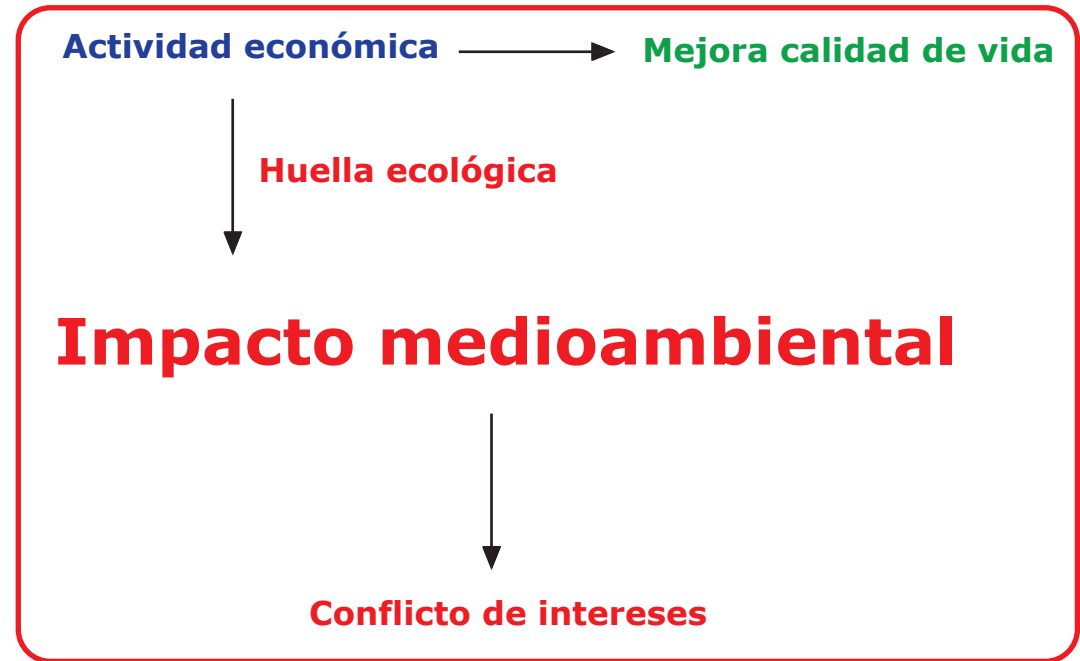 Actividad económica
Mejora calidad de vida
Huella ecológica
Impacto medioambiental
Conflicto de intereses